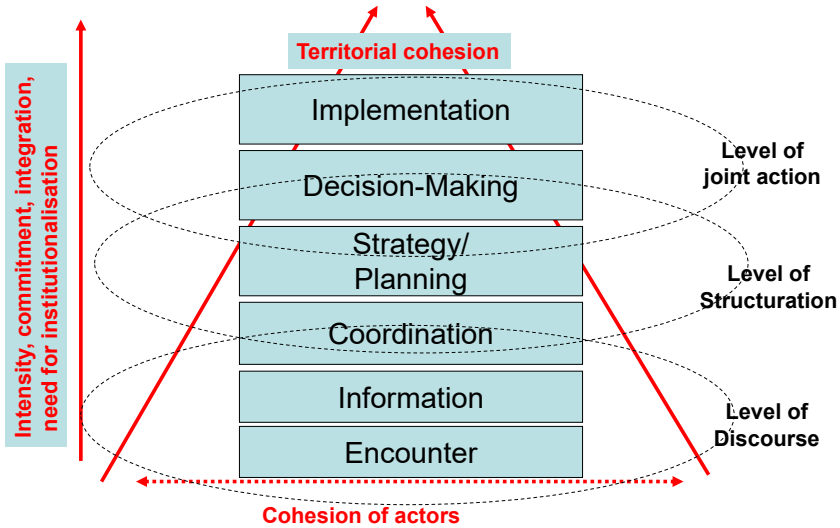 Territorial cohesion
Implementation
Decision-Making
Strategy/
Planning
Coordination
Information
Encounter
Level of
joint action
Level of
Structuration
Level of
Discourse
Intensity, commitment, integration,
need for institutionalisation
Cohesion of actors